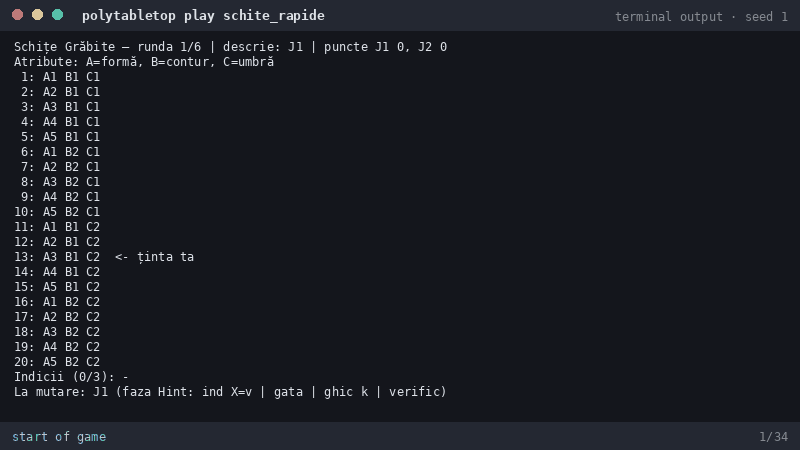 polytabletop play schite_rapide
terminal output · seed 1
Schițe Grăbite — runda 1/6 | descrie: J1 | puncte J1 0, J2 0
Atribute: A=formă, B=contur, C=umbră
1: A1 B1 C1
2: A2 B1 C1
3: A3 B1 C1
4: A4 B1 C1
5: A5 B1 C1
6: A1 B2 C1
7: A2 B2 C1
8: A3 B2 C1
9: A4 B2 C1
10: A5 B2 C1
11: A1 B1 C2
12: A2 B1 C2
13: A3 B1 C2 <- ținta ta
14: A4 B1 C2
15: A5 B1 C2
16: A1 B2 C2
17: A2 B2 C2
18: A3 B2 C2
19: A4 B2 C2
20: A5 B2 C2
Indicii (0/3): -
La mutare: J1 (faza Hint: ind X=v | gata | ghic k | verific)
start of game
1/34